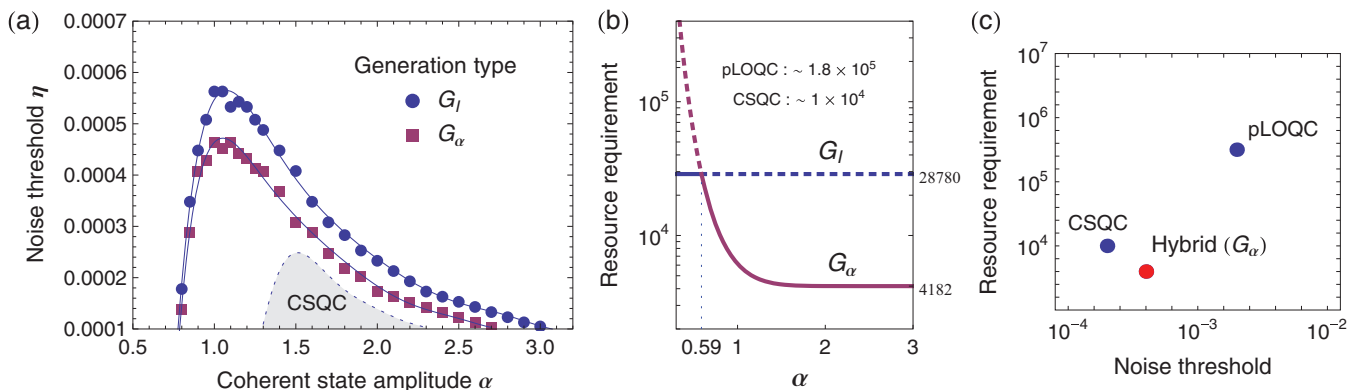 (a)
0.0007
0.0006
0.0005
0.0004
0.0003
0.0002
0.0001
Noise threshold η
Generation type
G_I
G_α
CSQC
0.5 1.0 1.5 2.0 2.5 3.0
Coherent state amplitude α
(b)
Resource requirement
10^5
10^4
pLOQC : ~ 1.8 × 10^5
CSQC : ~ 1 × 10^4
G_I
28780
G_α
4182
0.59 1 2 3
α
(c)
Resource requirement
10^7
10^6
10^5
10^4
pLOQC
CSQC
Hybrid (G_α)
10^−4 10^−3 10^−2
Noise threshold